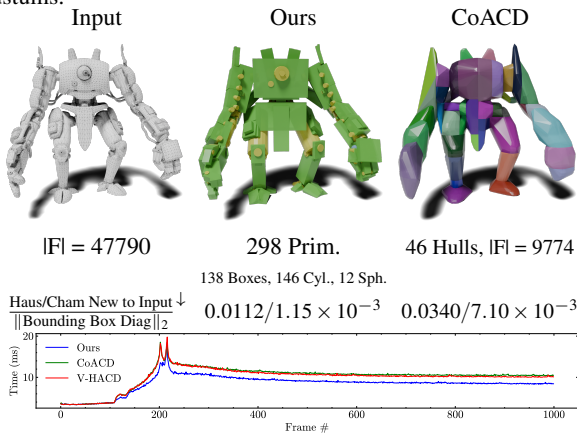 Input Ours CoACD
|F| = 47790 298 Prim. 46 Hulls, |F| = 9774
138 Boxes, 146 Cyl., 12 Sph.
Haus/Cham New to Input ↓
||Bounding Box Diag||₂
0.0112/1.15 × 10⁻³ 0.0340/7.10 × 10⁻³
Time (ms)
20
10
Ours
CoACD
V-HACD
0 200 400 600 800 1000
Frame #